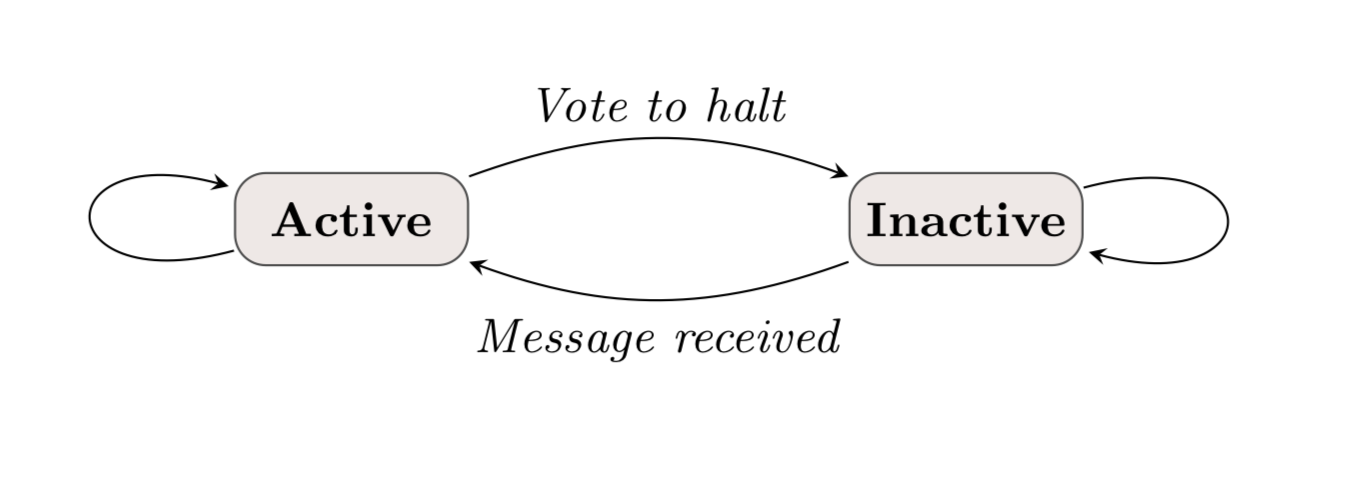 Vote to halt
Active
Inactive
Message received